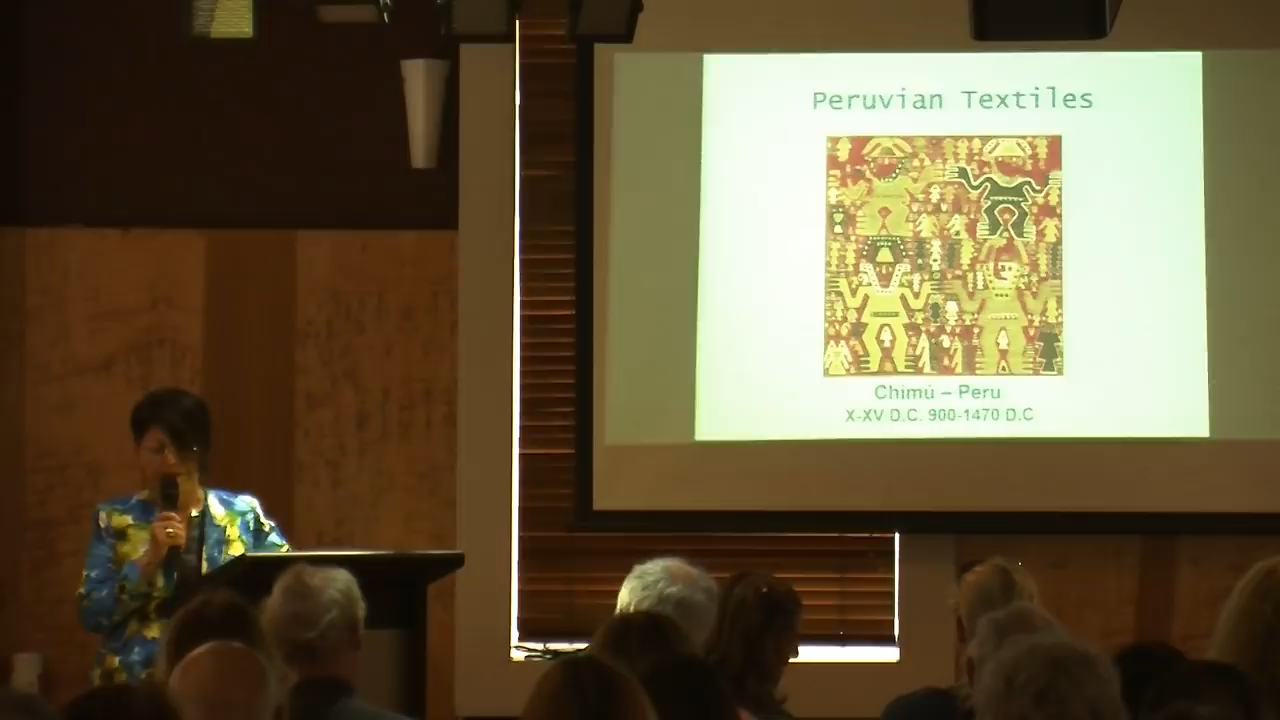 Peruvian Textiles
Chimú – Peru
X-XV D.C. 900-1470 D.C